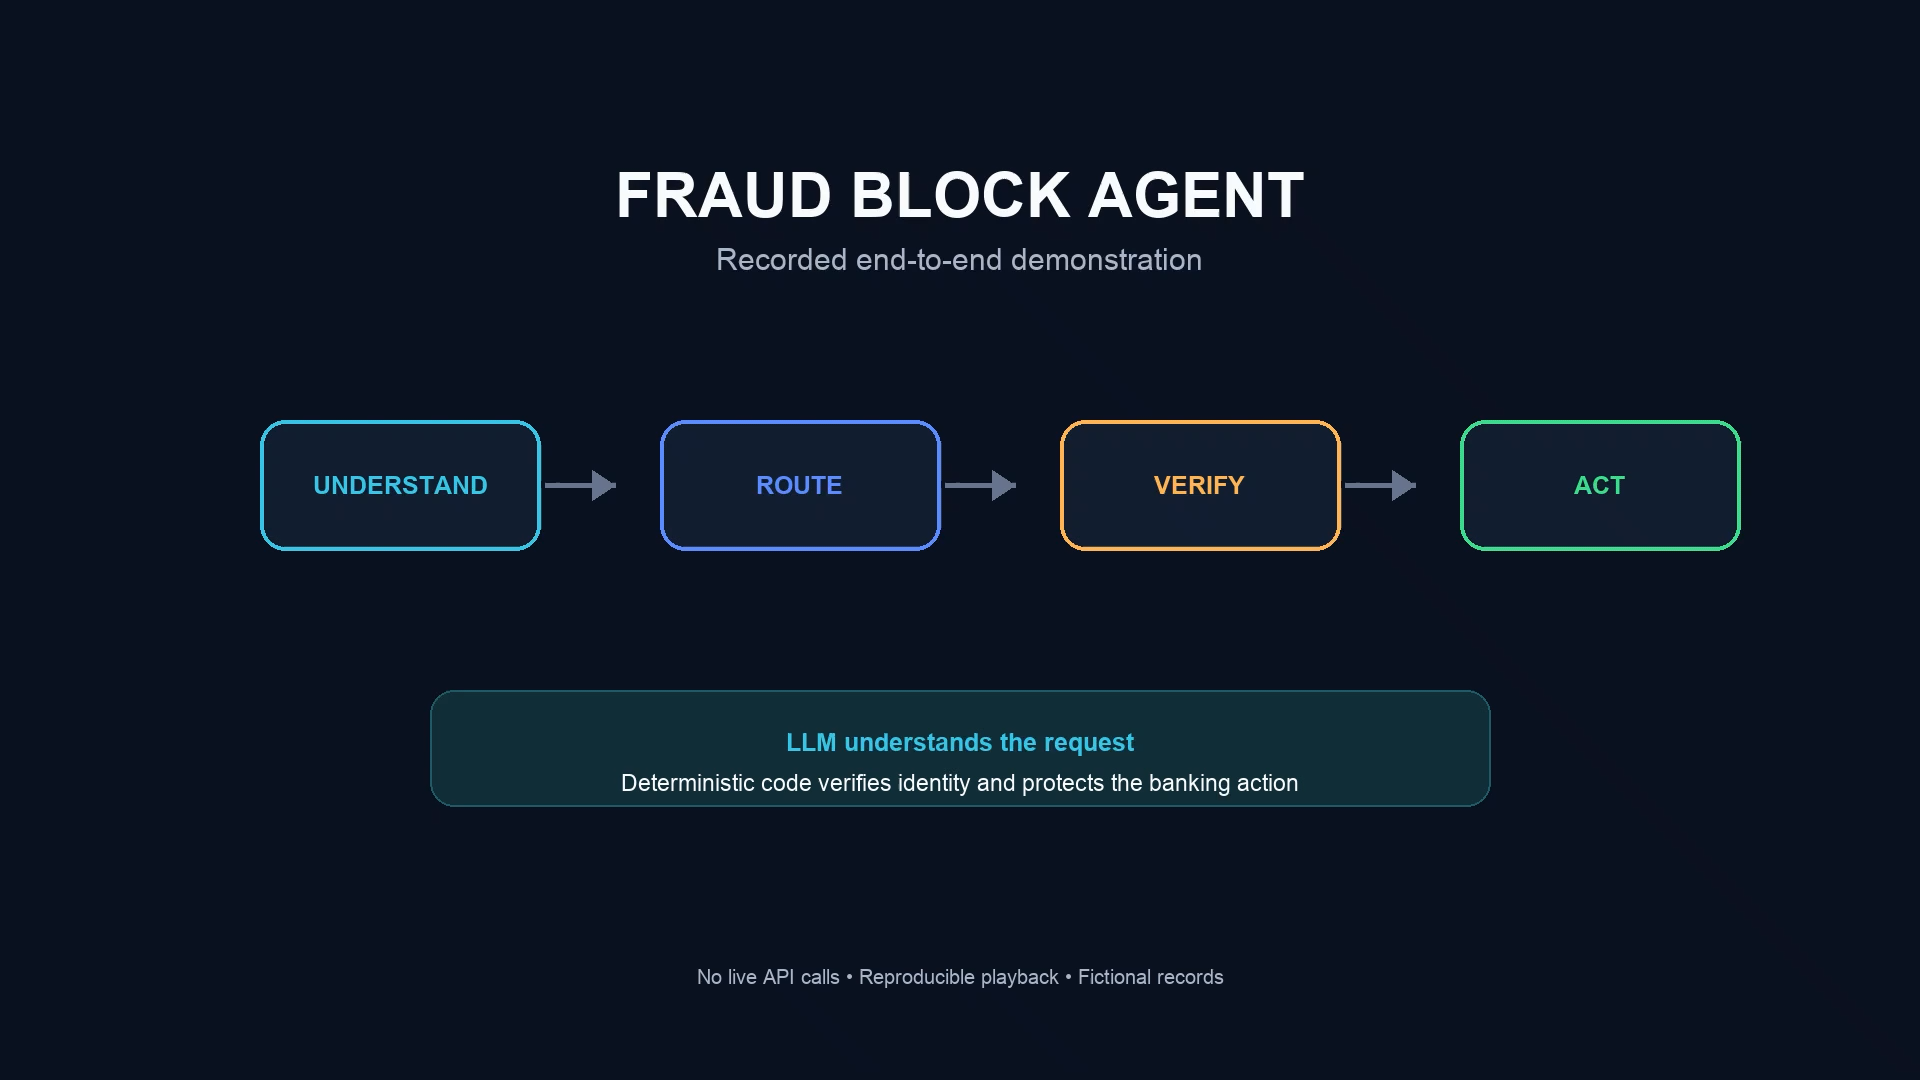 FRAUD BLOCK AGENT
Recorded end-to-end demonstration
UNDERSTAND
ROUTE
VERIFY
ACT
LLM understands the request
Deterministic code verifies identity and protects the banking action
No live API calls • Reproducible playback • Fictional records